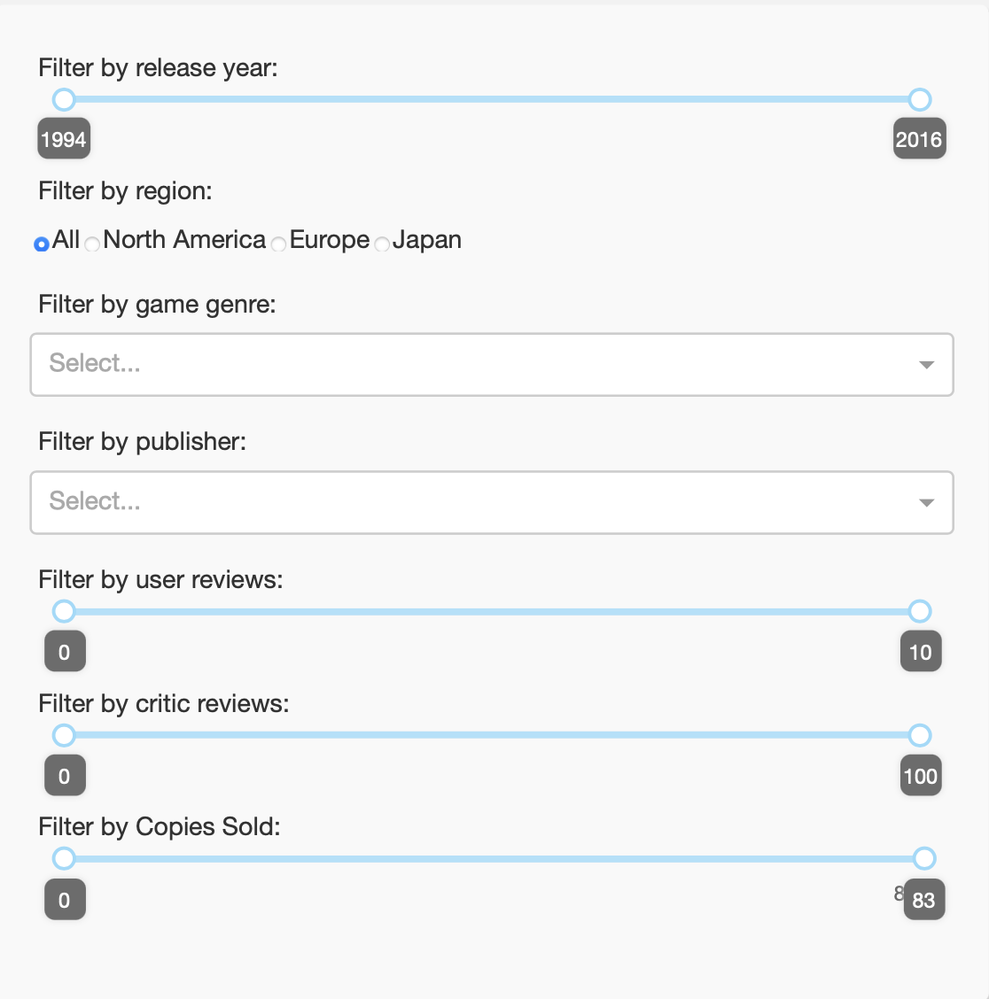 Filter by release year:
1994 2016
Filter by region:
All North America Europe Japan
Filter by game genre:
Select...
Filter by publisher:
Select...
Filter by user reviews:
0 10
Filter by critic reviews:
0 100
Filter by Copies Sold:
0 83